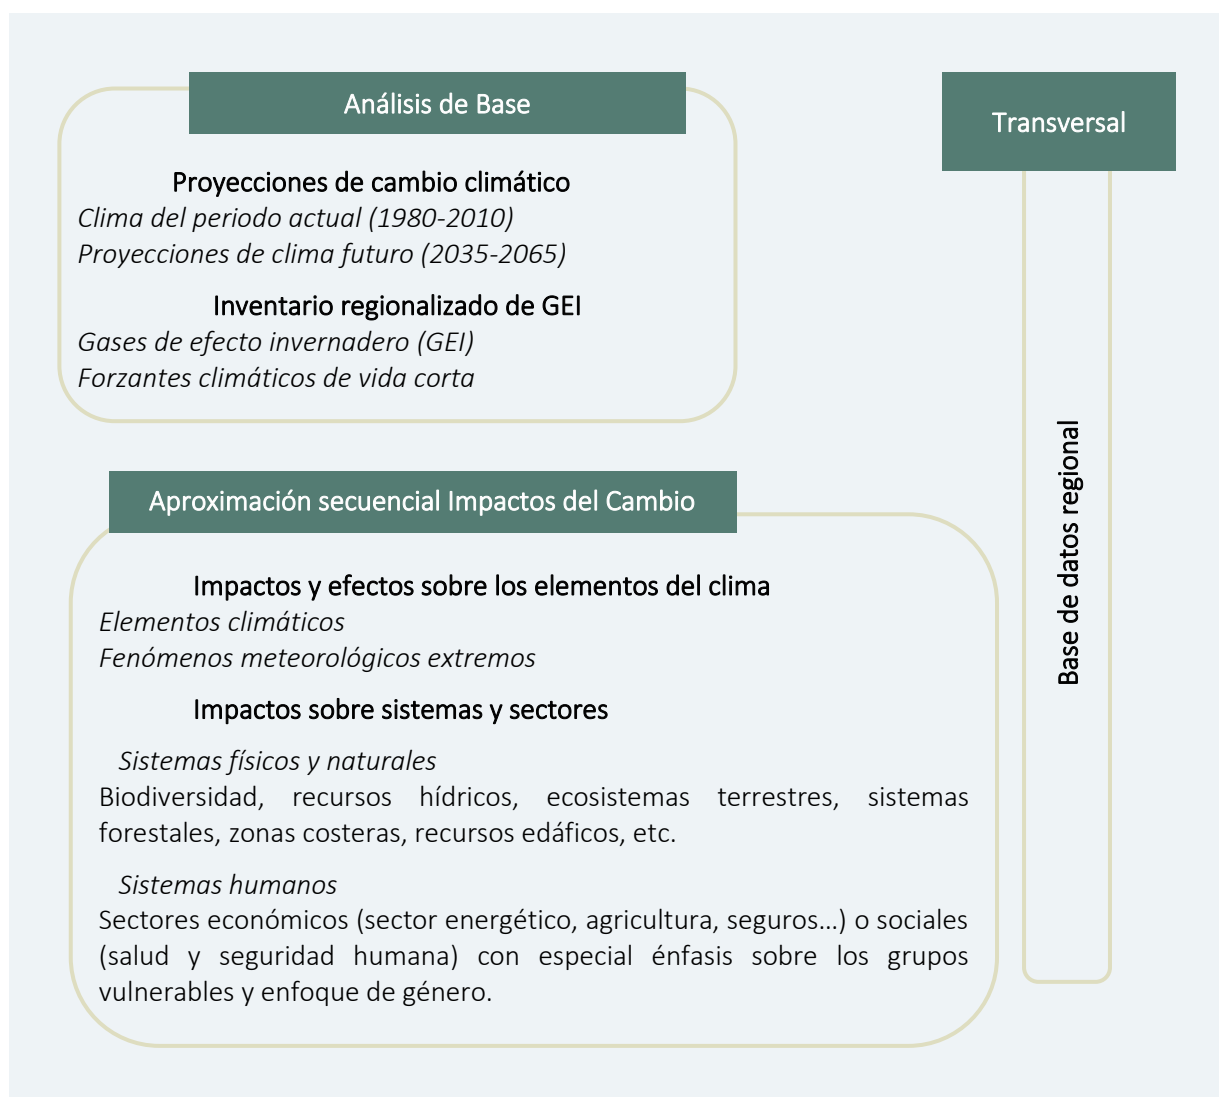 Análisis de Base
Proyecciones de cambio climático
Clima del periodo actual (1980-2010)
Proyecciones de clima futuro (2035-2065)
Inventario regionalizado de GEI
Gases de efecto invernadero (GEI)
Forzantes climáticos de vida corta
Aproximación secuencial Impactos del Cambio
Impactos y efectos sobre los elementos del clima
Elementos climáticos
Fenómenos meteorológicos extremos
Impactos sobre sistemas y sectores
Sistemas físicos y naturales
Biodiversidad, recursos hídricos, ecosistemas terrestres, sistemas
forestales, zonas costeras, recursos edáficos, etc.
Sistemas humanos
Sectores económicos (sector energético, agricultura, seguros...) o sociales
(salud y seguridad humana) con especial énfasis sobre los grupos
vulnerables y enfoque de género.
Transversal
Base de datos regional